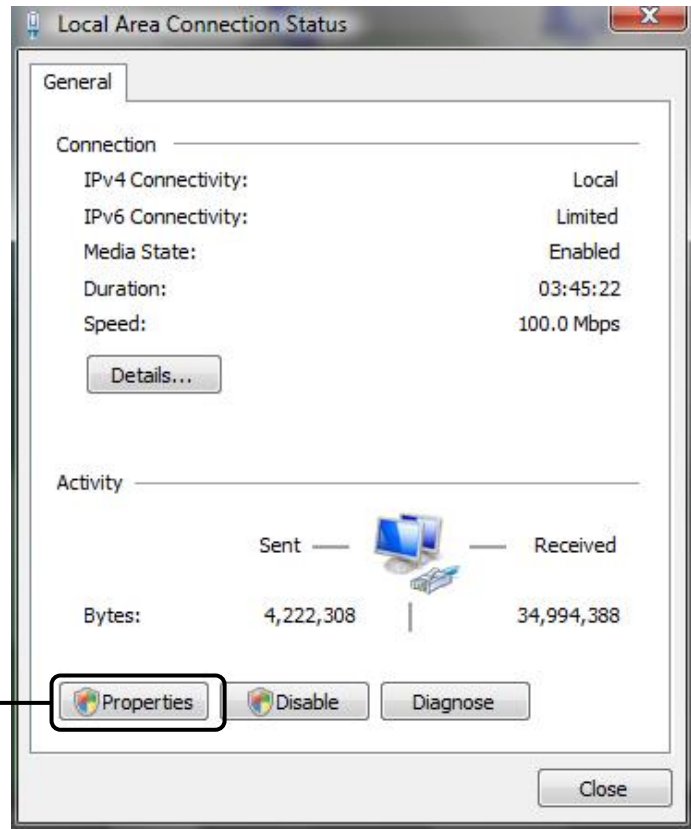 Local Area Connection Status
General
Connection
IPv4 Connectivity: Local
IPv6 Connectivity: Limited
Media State: Enabled
Duration: 03:45:22
Speed: 100.0 Mbps
Details...
Activity
Sent Received
Bytes: 4,222,308 34,994,388
Properties Disable Diagnose
Close